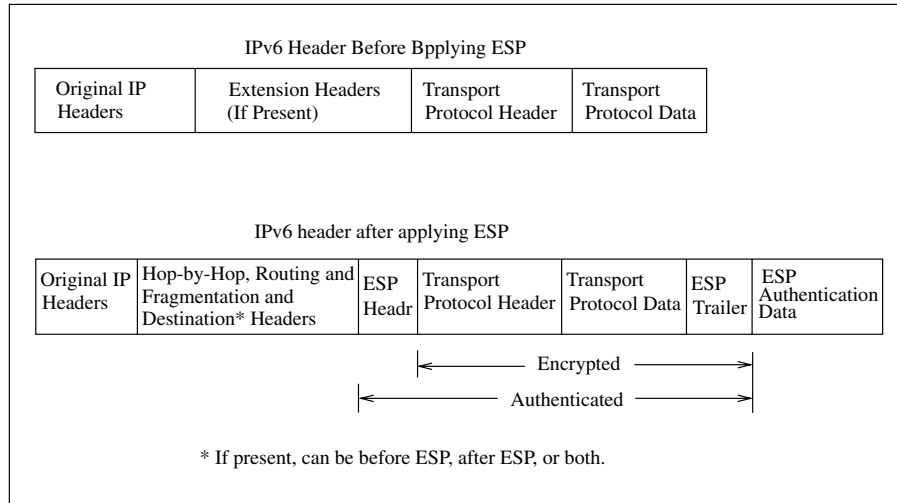 IPv6 Header Before Bpplying ESP
Original IP
Headers
Extension Headers
(If Present)
Transport
Protocol Header
Transport
Protocol Data
IPv6 header after applying ESP
Original IP
Headers
Hop-by-Hop, Routing and
Fragmentation and
Destination* Headers
ESP
Headr
Transport
Protocol Header
Transport
Protocol Data
ESP
Trailer
ESP
Authentication
Data
Encrypted
Authenticated
* If present, can be before ESP, after ESP, or both.